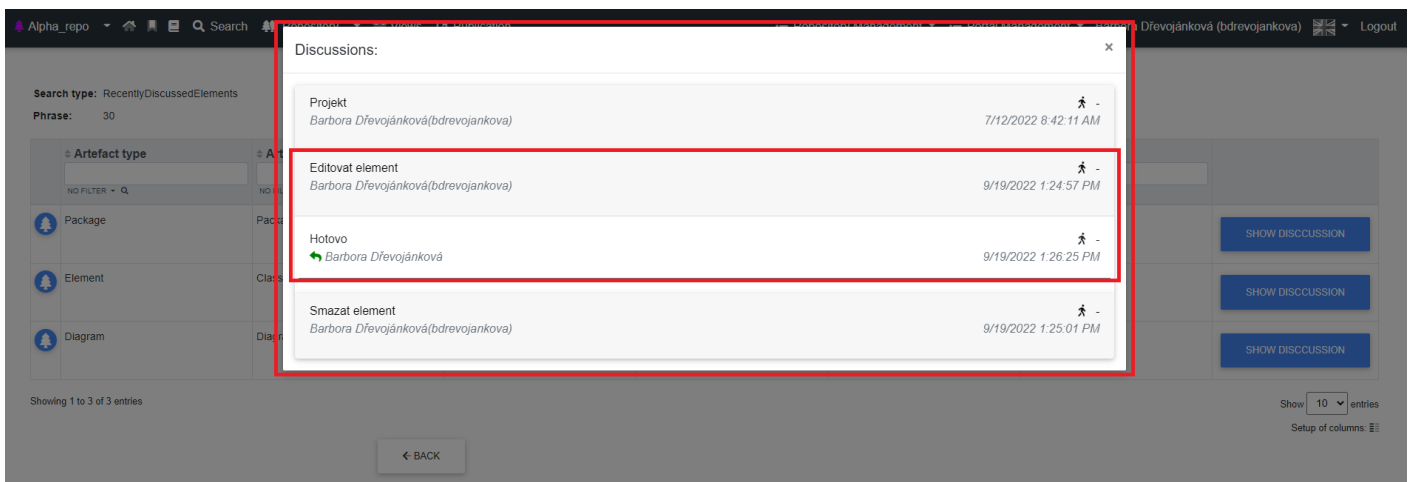 Alpha_repo Search Dřevojánková (bdrevojankova) Logout
Discussions: ×
Search type: RecentlyDiscussedElements
Phrase: 30
Projekt -
Barbora Dřevojánková(bdrevojankova) 7/12/2022 8:42:11 AM
Artefact type
NO FILTER
Editovat element -
Barbora Dřevojánková(bdrevojankova) 9/19/2022 1:24:57 PM
Package SHOW DISCCUSSION
Hotovo -
Barbora Dřevojánková 9/19/2022 1:26:25 PM
Element SHOW DISCCUSSION
Smazat element -
Barbora Dřevojánková(bdrevojankova) 9/19/2022 1:25:01 PM
Diagram SHOW DISCCUSSION
Showing 1 to 3 of 3 entries Show 10 entries
Setup of columns:
BACK